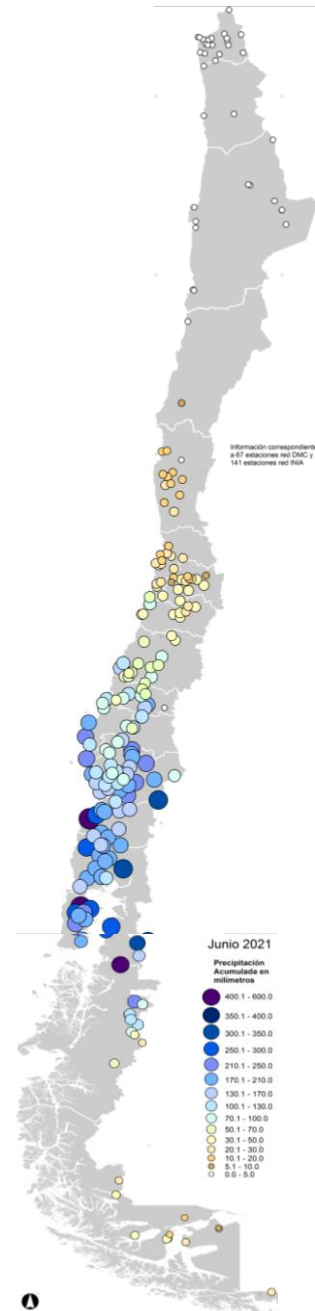 Información correspondiente
a 67 estaciones red DMC y
141 estaciones red INIA
Junio 2021
Precipitación
Acumulada en
milimetros
400.1 - 600.0
350.1 - 400.0
300.1 - 350.0
250.1 - 300.0
210.1 - 250.0
170.1 - 210.0
130.1 - 170.0
100.1 - 130.0
70.1 - 100.0
50.1 - 70.0
30.1 - 50.0
20.1 - 30.0
10.1 - 20.0
5.1 - 10.0
0.0 - 5.0